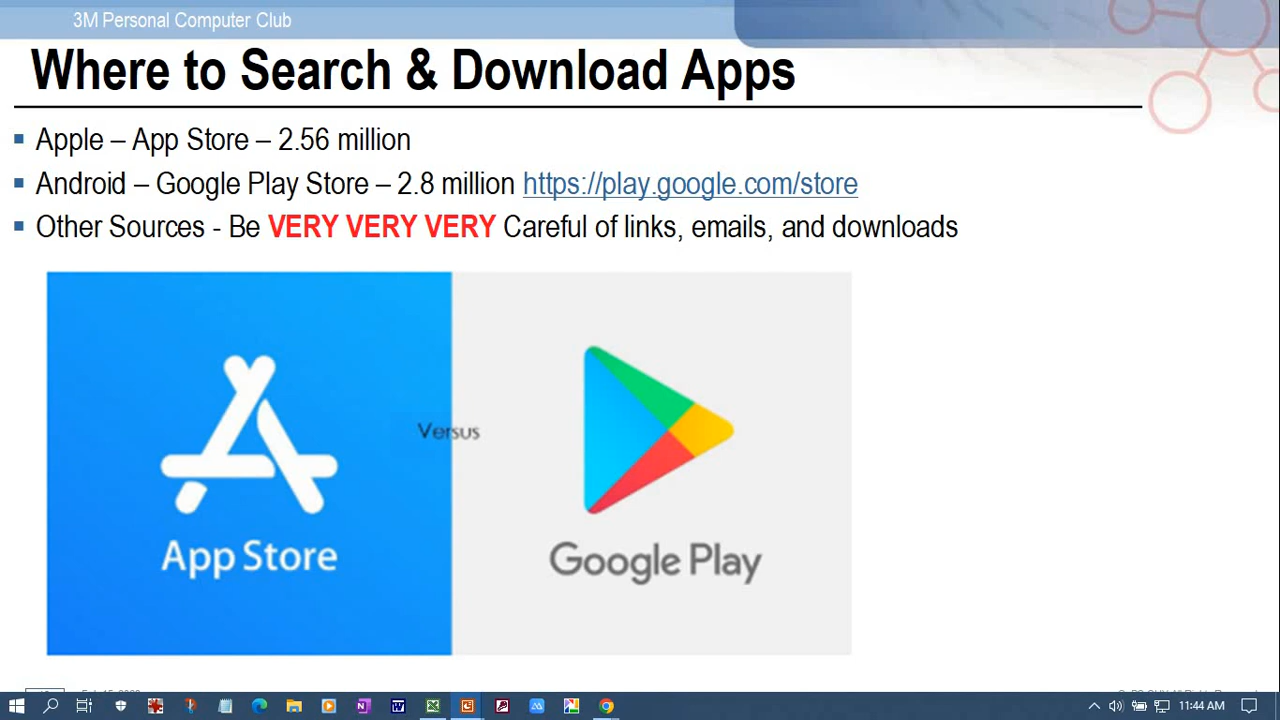 3M Personal Computer Club
Where to Search & Download Apps
Apple – App Store – 2.56 million
Android – Google Play Store – 2.8 million https://play.google.com/store
Other Sources - Be VERY VERY VERY Careful of links, emails, and downloads
Versus
App Store
Google Play
11:44 AM